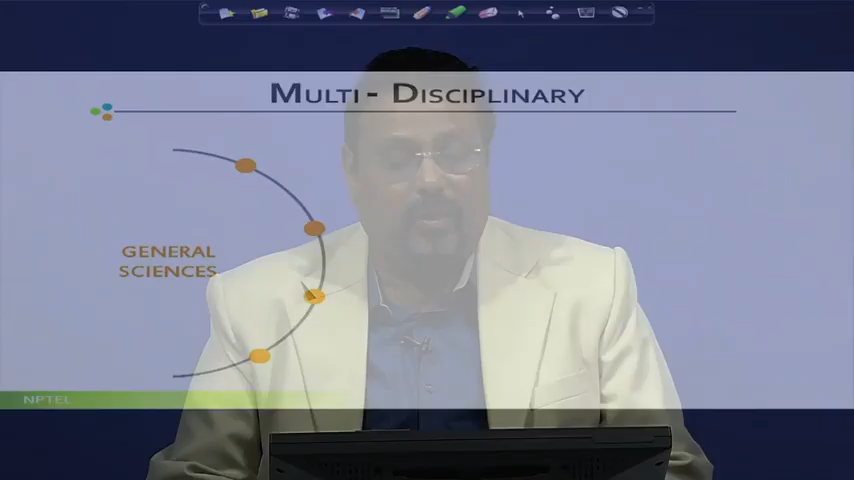 MULTI - DISCIPLINARY
GENERAL
SCIENCES
NPTEL